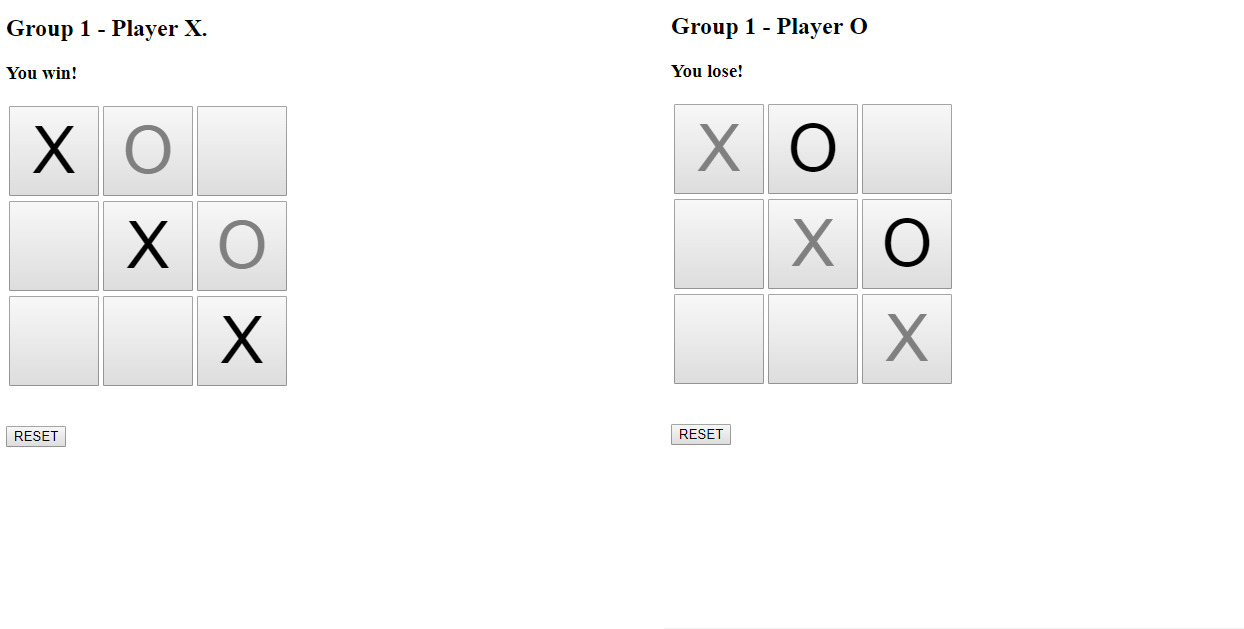 Group 1 - Player X.
You win!
X O
X O
X
RESET
Group 1 - Player O
You lose!
X O
X O
X
RESET